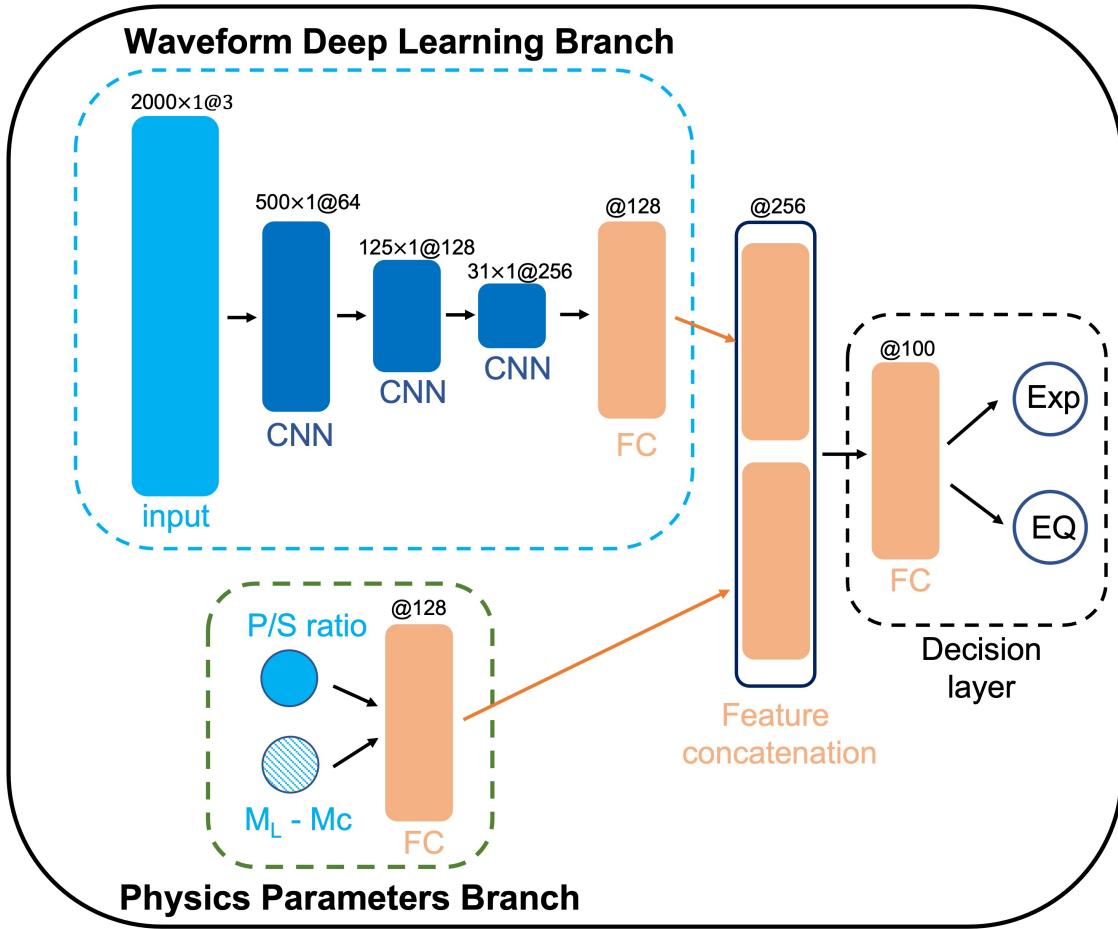 Waveform Deep Learning Branch
2000×1@3
input
500×1@64
CNN
125×1@128
CNN
31×1@256
CNN
@128
FC
@256
Feature
concatenation
@100
FC
Exp
EQ
Decision
layer
P/S ratio
M_L - Mc
@128
FC
Physics Parameters Branch